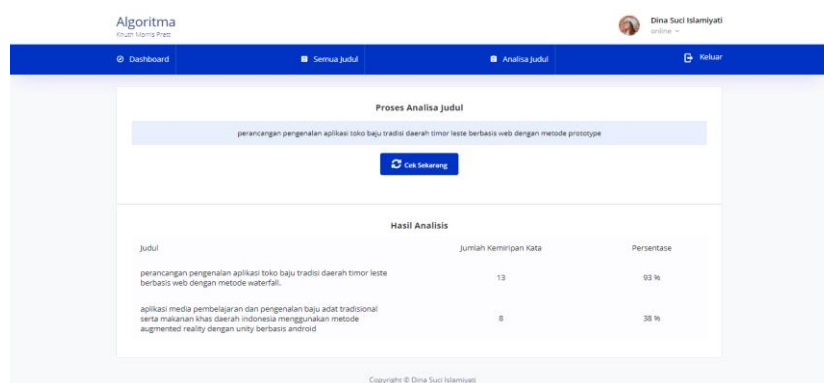 Algoritma
Knuth Morris Pratt
Dina Suci Islamiyati
online
Dashboard
Semua Judul
Analisa Judul
Keluar
Proses Analisa Judul
perancangan pengenalan aplikasi toko baju tradisi daerah timor leste berbasis web dengan metode prototype
Cek Sekarang
Hasil Analisis
Judul Jumlah Kemiripan Kata Persentase
perancangan pengenalan aplikasi toko baju tradisi daerah timor leste
berbasis web dengan metode waterfall. 13 93 %
aplikasi media pembelajaran dan pengenalan baju adat tradisional
serta makanan khas daerah indonesia menggunakan metode 8 38 %
augmented reality dengan unity berbasis android
Copyright © Dina Suci Islamiyati